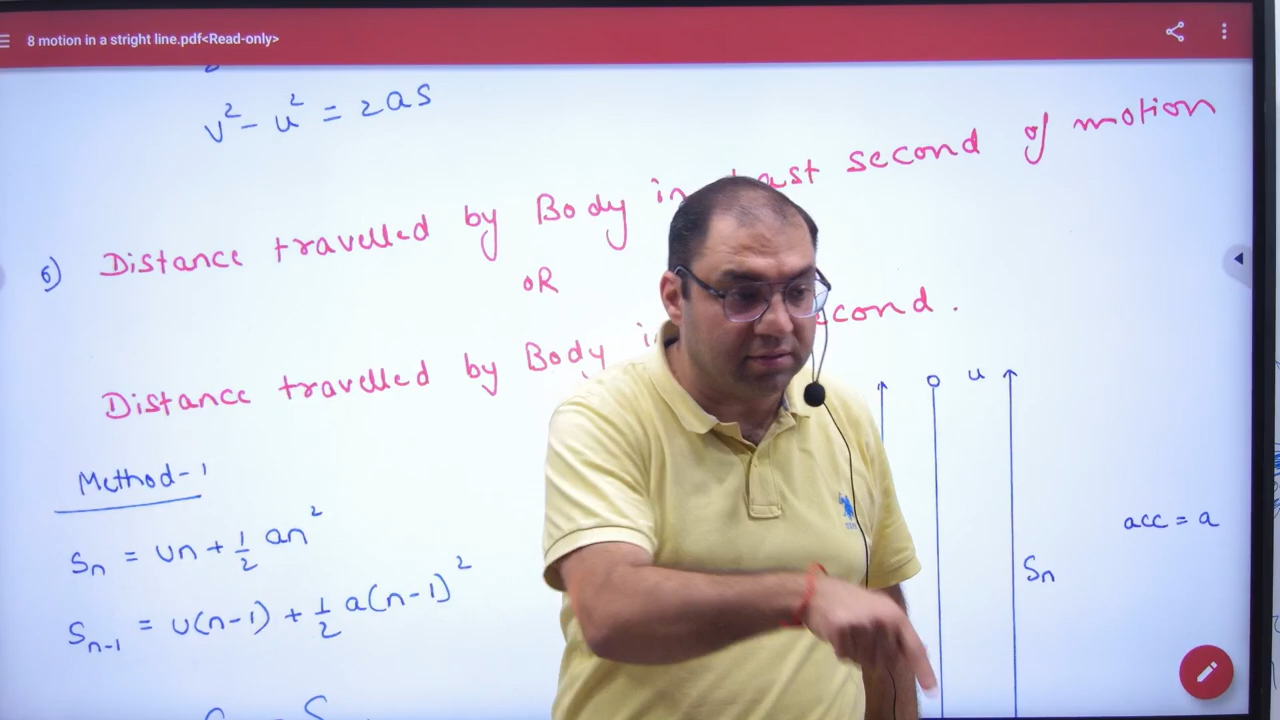 8 motion in a stright line.pdf<Read-only>
v² - u² = 2as
6) Distance travelled by Body in Last second of motion
OR
Distance travelled by Body
Method-1
Sₙ = un + 1/2 an²
Sₙ₋₁ = u(n-1) + 1/2 a(n-1)²
u
acc = a
Sₙ